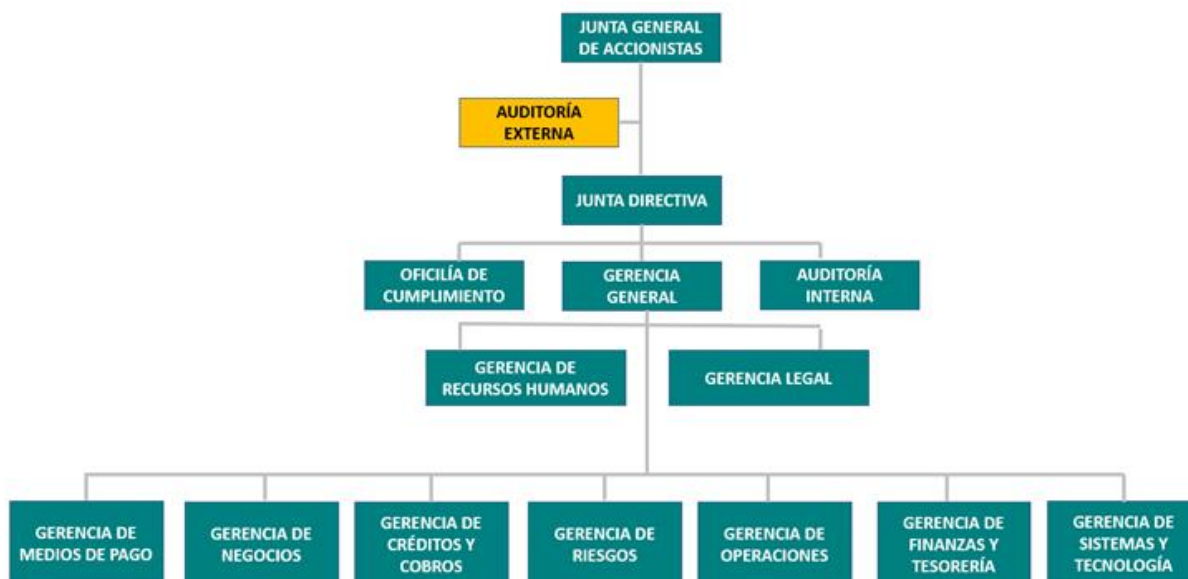 JUNTA GENERAL
DE ACCIONISTAS
AUDITORÍA
EXTERNA
JUNTA DIRECTIVA
OFICILÍA DE
CUMPLIMIENTO
GERENCIA
GENERAL
AUDITORÍA
INTERNA
GERENCIA DE
RECURSOS HUMANOS
GERENCIA LEGAL
GERENCIA DE
MEDIOS DE PAGO
GERENCIA DE
NEGOCIOS
GERENCIA DE
CRÉDITOS Y
COBROS
GERENCIA DE
RIESGOS
GERENCIA DE
OPERACIONES
GERENCIA DE
FINANZAS Y
TESORERÍA
GERENCIA DE
SISTEMAS Y
TECNOLOGÍA